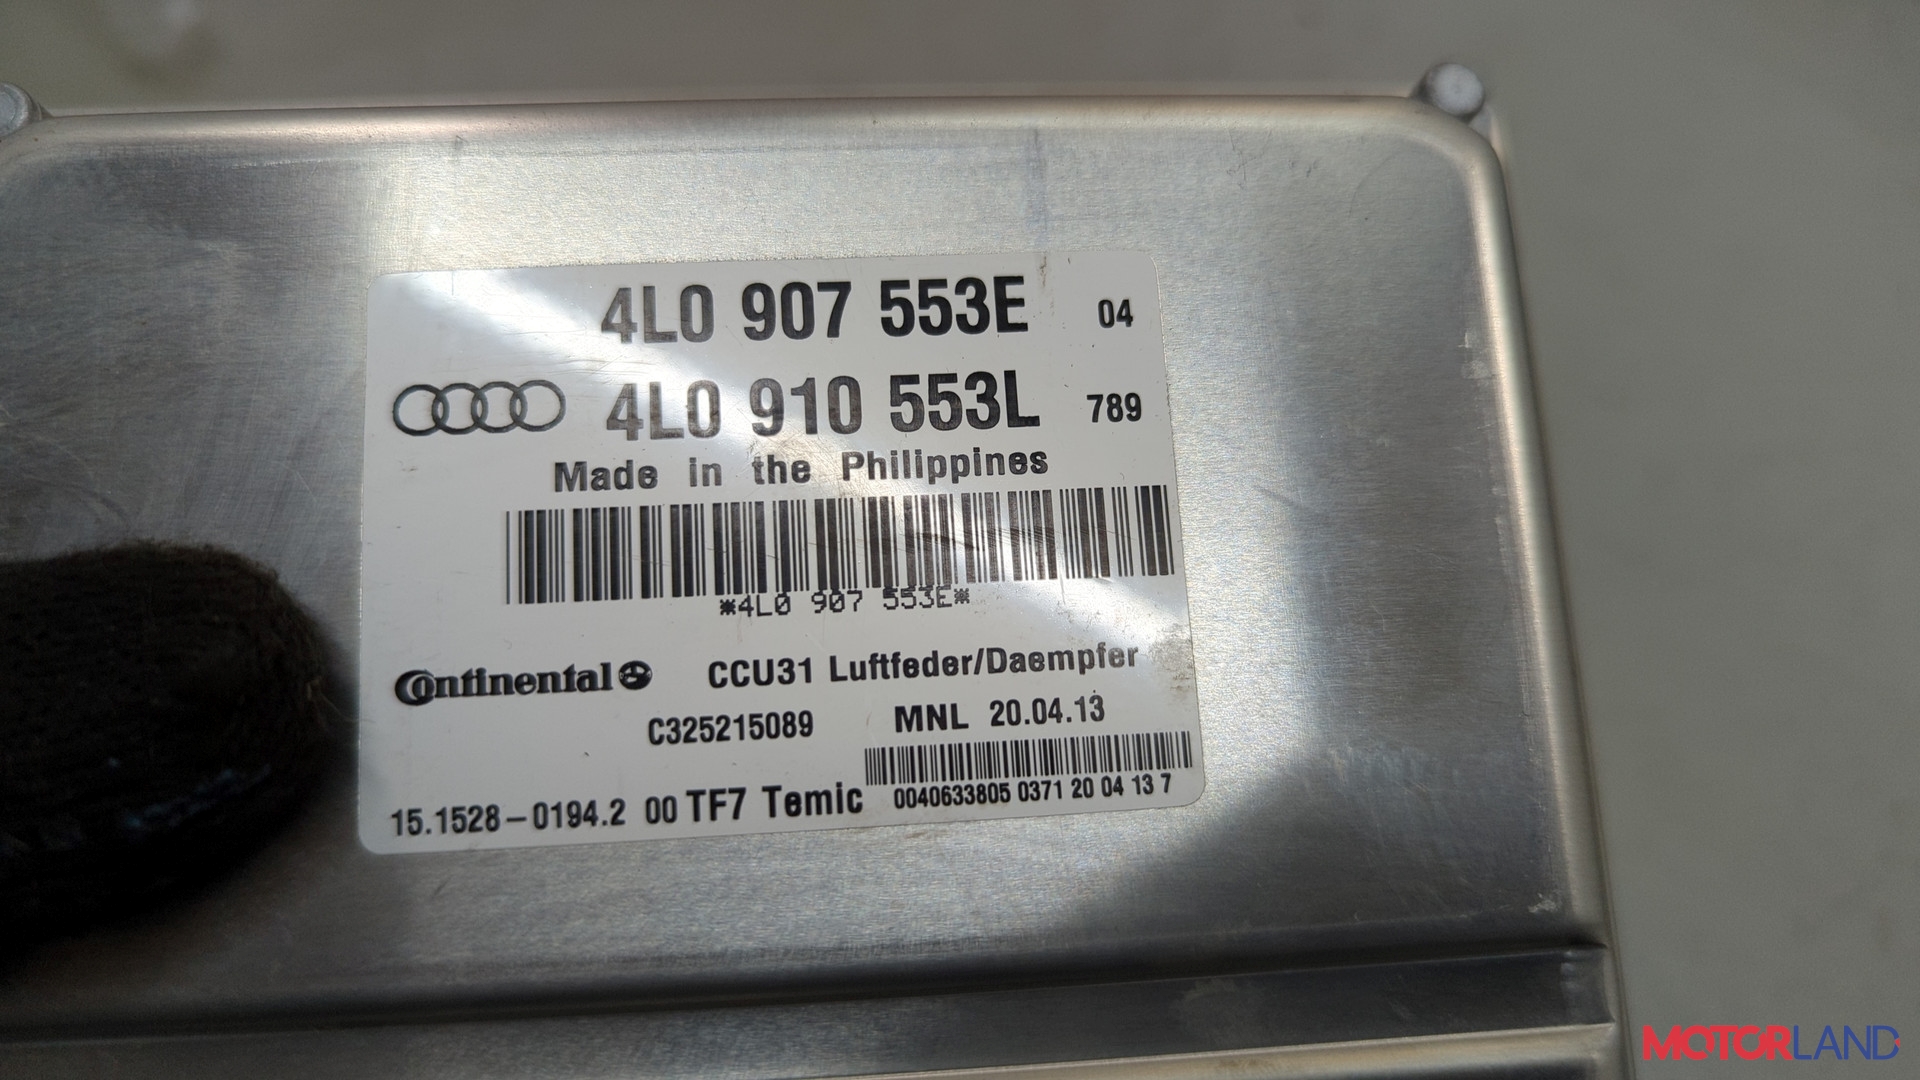 4L0 907 553E 04
4L0 910 553L 789
Made in the Philippines
*4L0 907 553E*
Continental CCU31 Luftfeder/Daempfer
C325215089 MNL 20.04.13
15.1528-0194.2 00 TF7 Temic 0040633805 0371 20 04 13 7
MOTORLAND